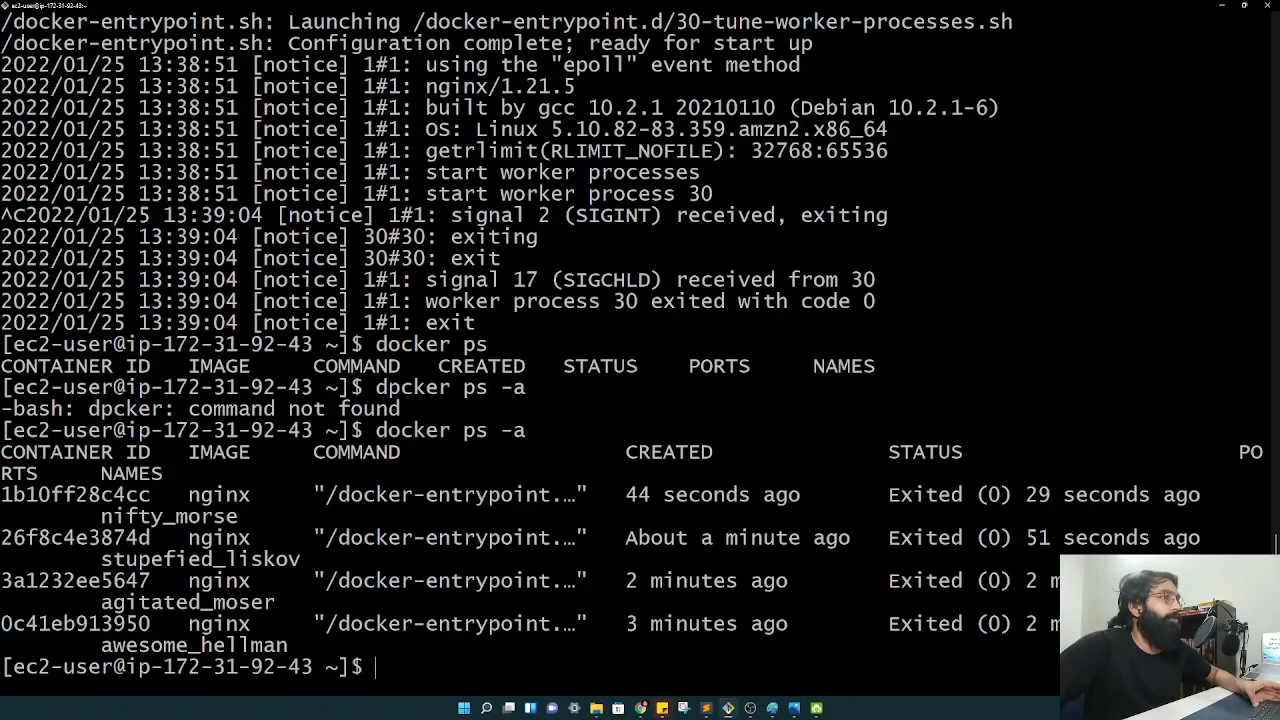 ec2-user@ip-172-31-92-43:~
/docker-entrypoint.sh: Launching /docker-entrypoint.d/30-tune-worker-processes.sh
/docker-entrypoint.sh: Configuration complete; ready for start up
2022/01/25 13:38:51 [notice] 1#1: using the "epoll" event method
2022/01/25 13:38:51 [notice] 1#1: nginx/1.21.5
2022/01/25 13:38:51 [notice] 1#1: built by gcc 10.2.1 20210110 (Debian 10.2.1-6)
2022/01/25 13:38:51 [notice] 1#1: OS: Linux 5.10.82-83.359.amzn2.x86_64
2022/01/25 13:38:51 [notice] 1#1: getrlimit(RLIMIT_NOFILE): 32768:65536
2022/01/25 13:38:51 [notice] 1#1: start worker processes
2022/01/25 13:38:51 [notice] 1#1: start worker process 30
^C2022/01/25 13:39:04 [notice] 1#1: signal 2 (SIGINT) received, exiting
2022/01/25 13:39:04 [notice] 30#30: exiting
2022/01/25 13:39:04 [notice] 30#30: exit
2022/01/25 13:39:04 [notice] 1#1: signal 17 (SIGCHLD) received from 30
2022/01/25 13:39:04 [notice] 1#1: worker process 30 exited with code 0
2022/01/25 13:39:04 [notice] 1#1: exit
[ec2-user@ip-172-31-92-43 ~]$ docker ps
CONTAINER ID   IMAGE     COMMAND   CREATED   STATUS    PORTS     NAMES
[ec2-user@ip-172-31-92-43 ~]$ dpcker ps -a
-bash: dpcker: command not found
[ec2-user@ip-172-31-92-43 ~]$ docker ps -a
CONTAINER ID   IMAGE     COMMAND                  CREATED              STATUS                      PO
RTS     NAMES
1b10ff28c4cc   nginx     "/docker-entrypoint.…"   44 seconds ago       Exited (0) 29 seconds ago
        nifty_morse
26f8c4e3874d   nginx     "/docker-entrypoint.…"   About a minute ago   Exited (0) 51 seconds ago
        stupefied_liskov
3a1232ee5647   nginx     "/docker-entrypoint.…"   2 minutes ago        Exited (0) 2 m
        agitated_moser
0c41eb913950   nginx     "/docker-entrypoint.…"   3 minutes ago        Exited (0) 2 m
        awesome_hellman
[ec2-user@ip-172-31-92-43 ~]$